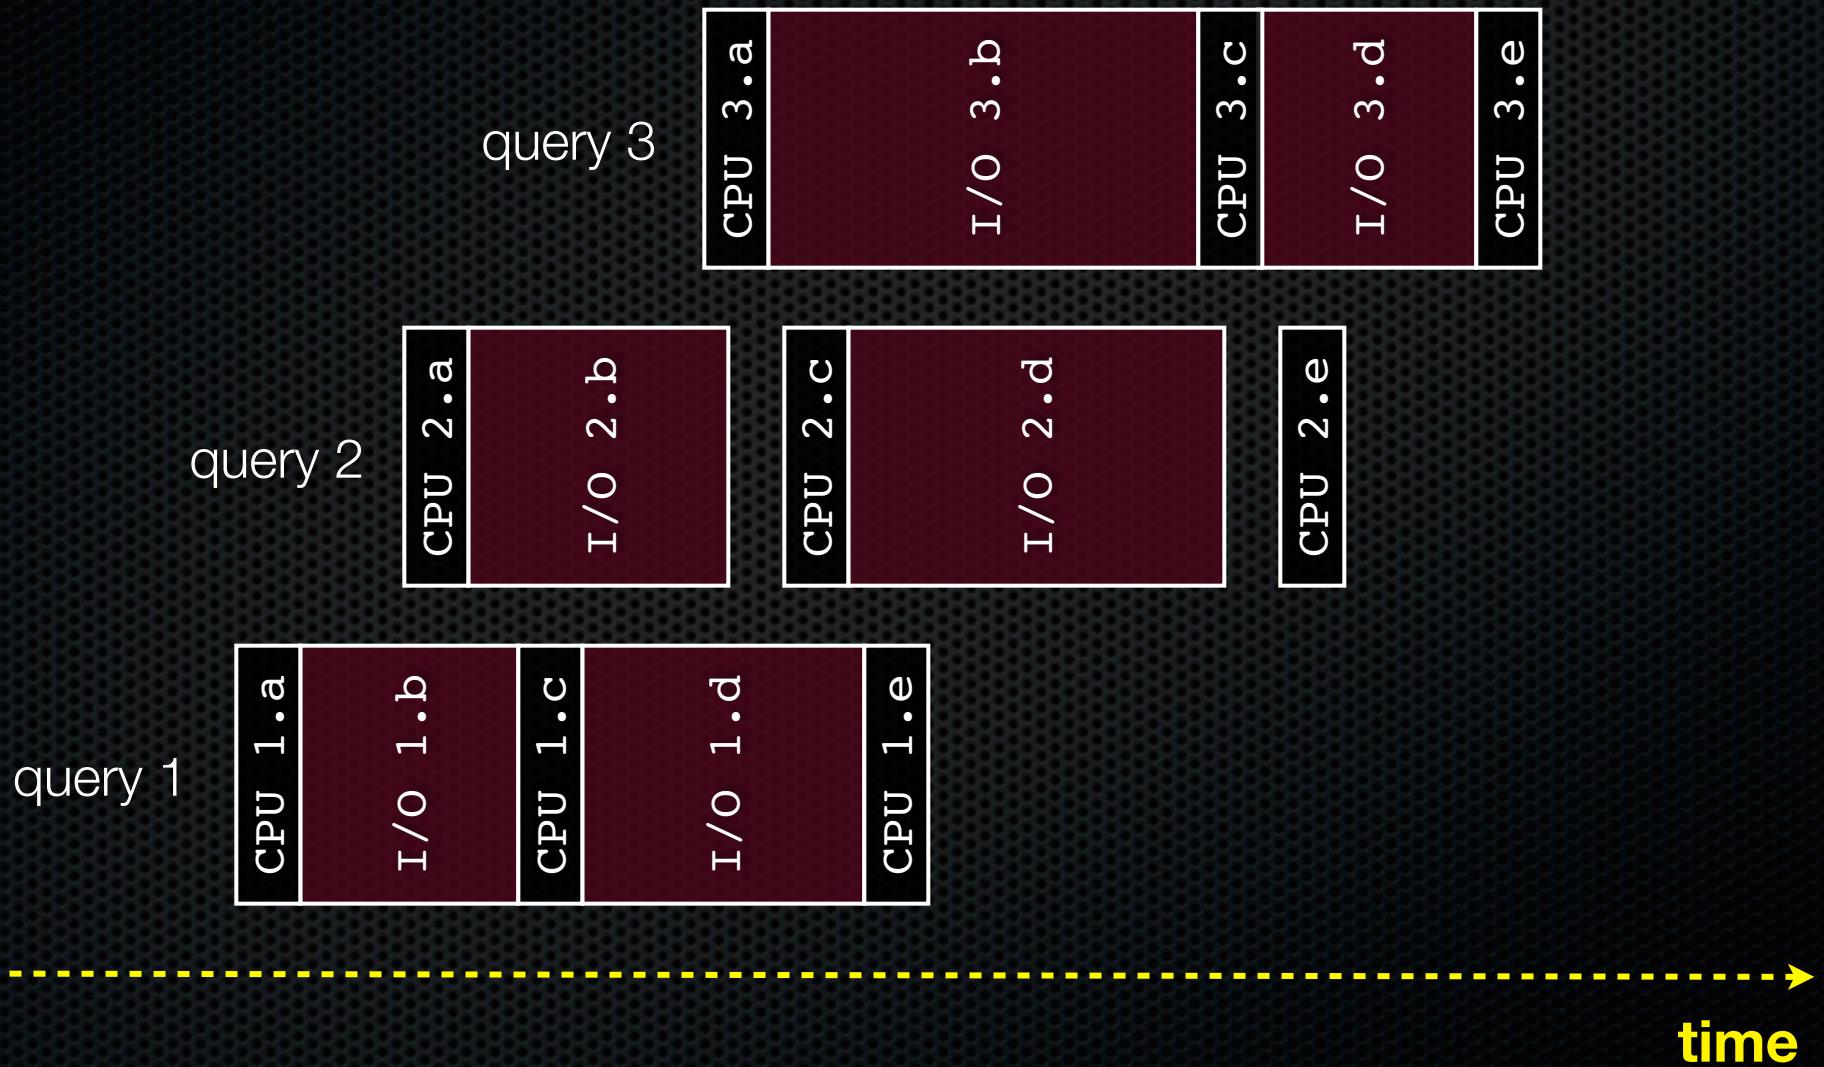 query 3
CPU 3.a
I/O 3.b
CPU 3.c
I/O 3.d
CPU 3.e
query 2
CPU 2.a
I/O 2.b
CPU 2.c
I/O 2.d
CPU 2.e
query 1
CPU 1.a
I/O 1.b
CPU 1.c
I/O 1.d
CPU 1.e
time